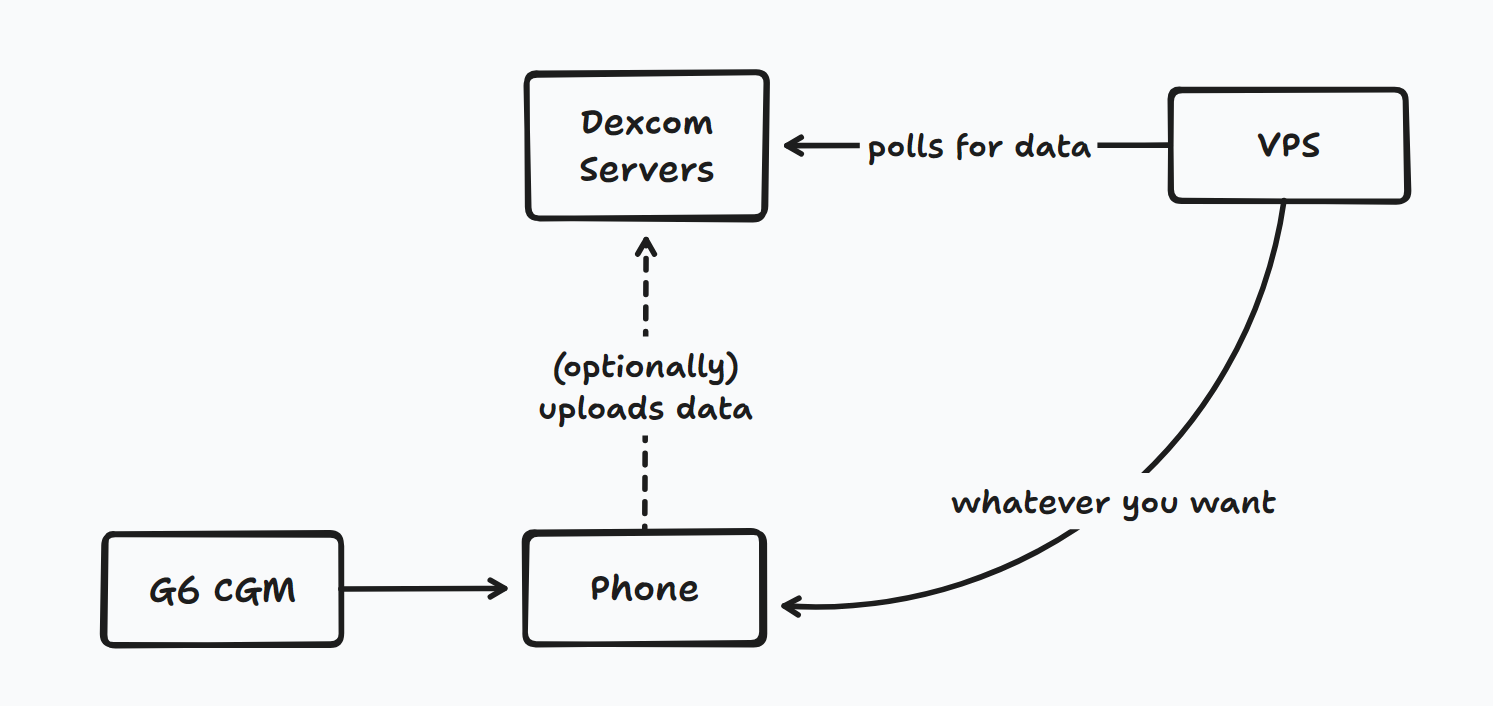 Dexcom
Servers
polls for data
VPS
(optionally)
uploads data
whatever you want
G6 CGM
Phone